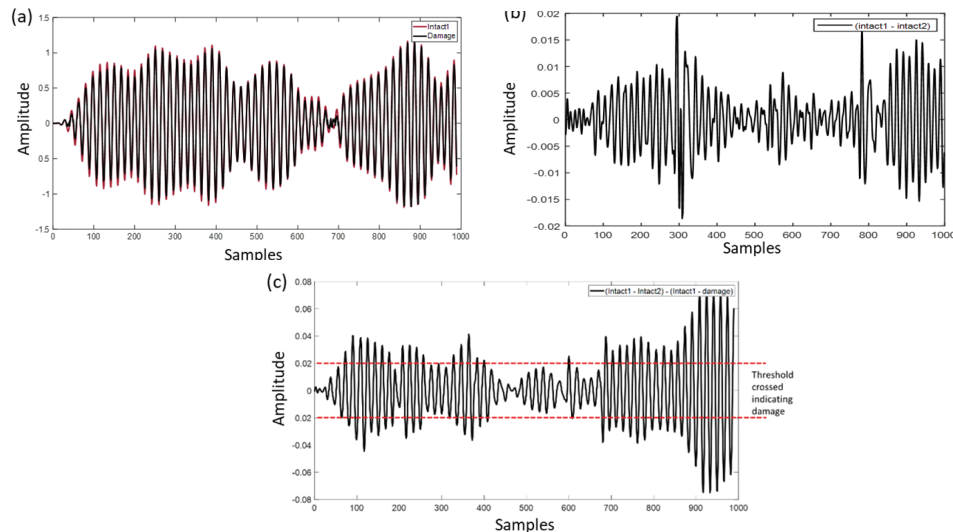 (a)
Intact1
Damage
1.5
1
0.5
0
0.5
-1
-1.5
0 100 200 300 400 500 600 700 800 900 1000
Amplitude
Samples
(b)
(intact1 - intact2)
0.02
0.015
0.01
0.005
0
-0.005
-0.01
-0.015
-0.02
0 100 200 300 400 500 600 700 800 900 1000
Amplitude
Samples
(c)
(Intact1 - Intact2) - (Intact1 - damage)
0.08
0.06
0.04
0.02
0.00
0.02
-0.04
-0.06
-0.08
0 100 200 300 400 500 600 700 800 900 1000
Amplitude
Samples
Threshold
crossed
indicating
damage